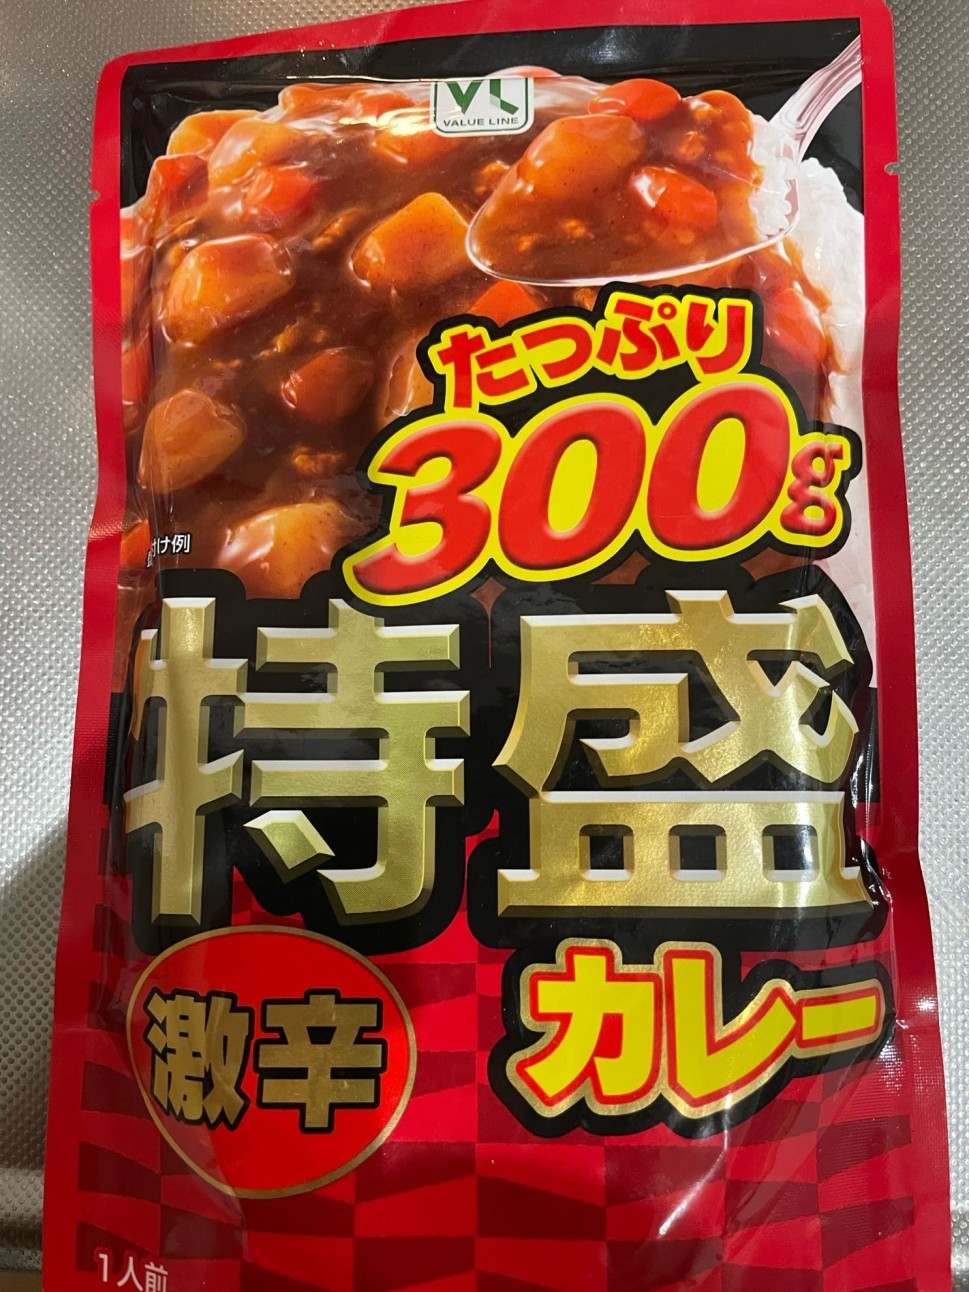 VL
VALUE LINE
たっぷり
300g
盛付け例
特盛
カレー
激辛
1人前